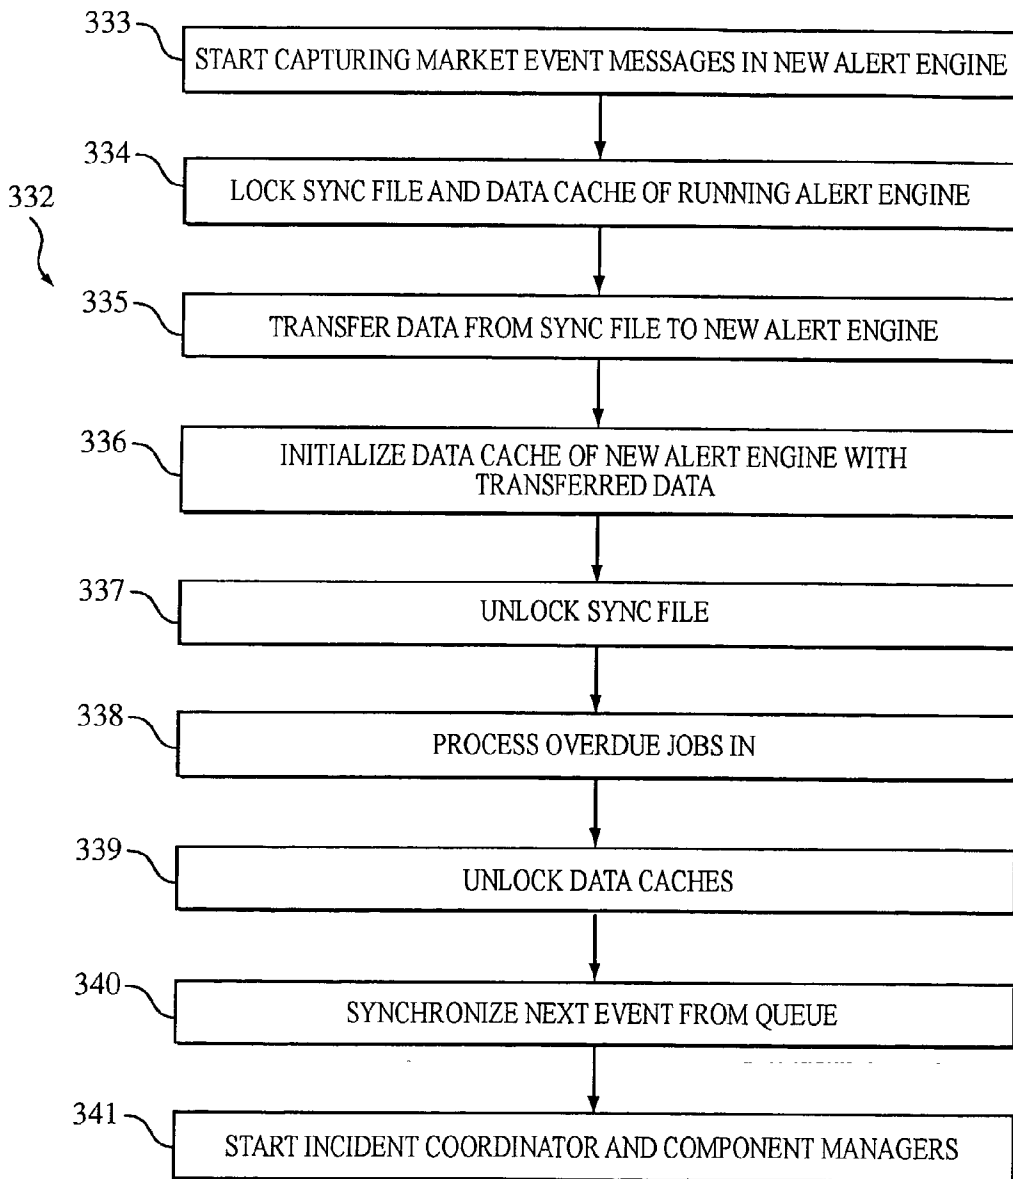 333
START CAPTURING MARKET EVENT MESSAGES IN NEW ALERT ENGINE
334
LOCK SYNC FILE AND DATA CACHE OF RUNNING ALERT ENGINE
332
335
TRANSFER DATA FROM SYNC FILE TO NEW ALERT ENGINE
336
INITIALIZE DATA CACHE OF NEW ALERT ENGINE WITH
TRANSFERRED DATA
337
UNLOCK SYNC FILE
338
PROCESS OVERDUE JOBS IN
339
UNLOCK DATA CACHES
340
SYNCHRONIZE NEXT EVENT FROM QUEUE
341
START INCIDENT COORDINATOR AND COMPONENT MANAGERS